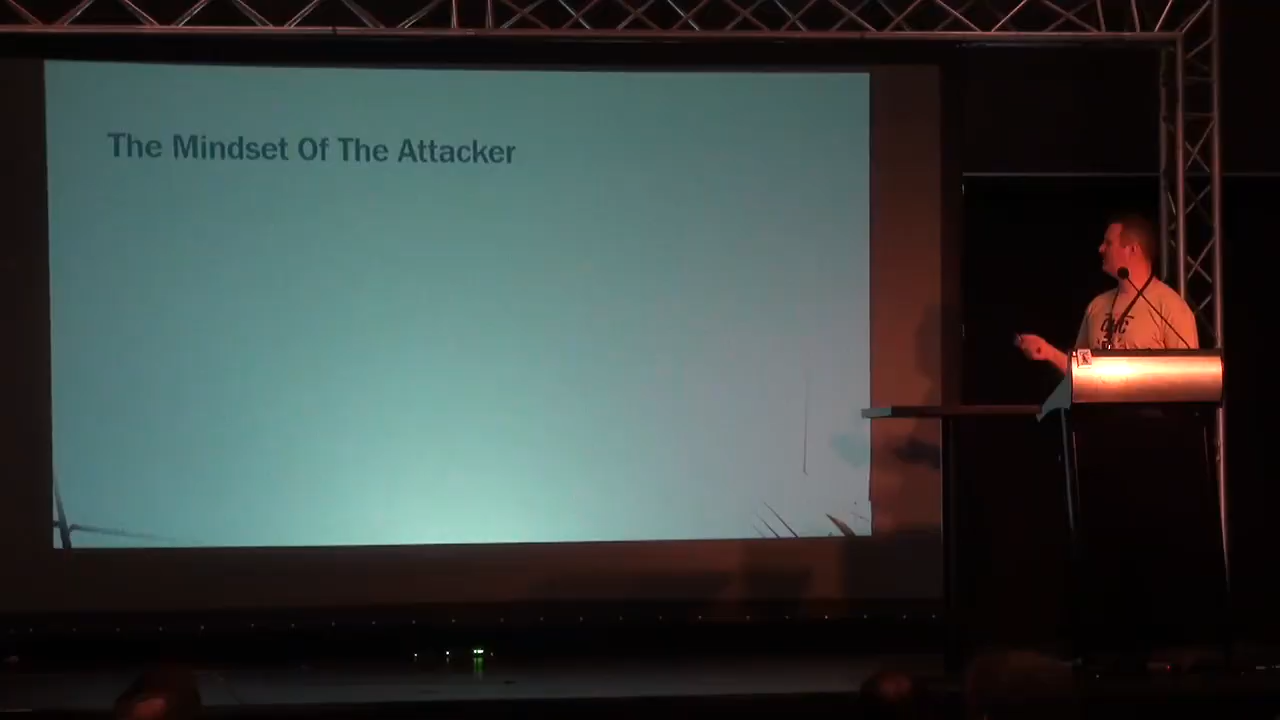 The Mindset Of The Attacker